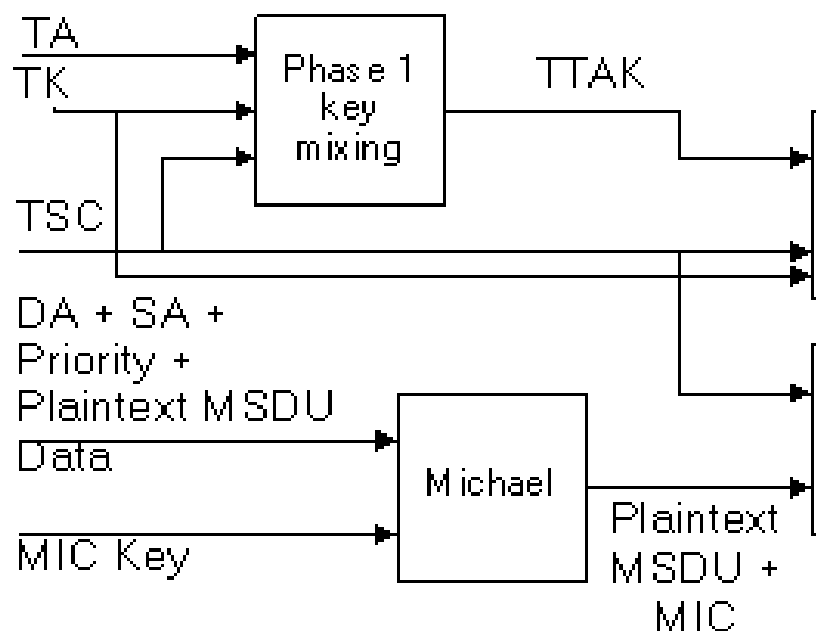 TA
TK
Phase 1
key
mixing
TTAK
TSC
DA + SA +
Priority +
Plaintext MSDU
Data
MIC Key
Michael
Plaintext
MSDU +
MIC